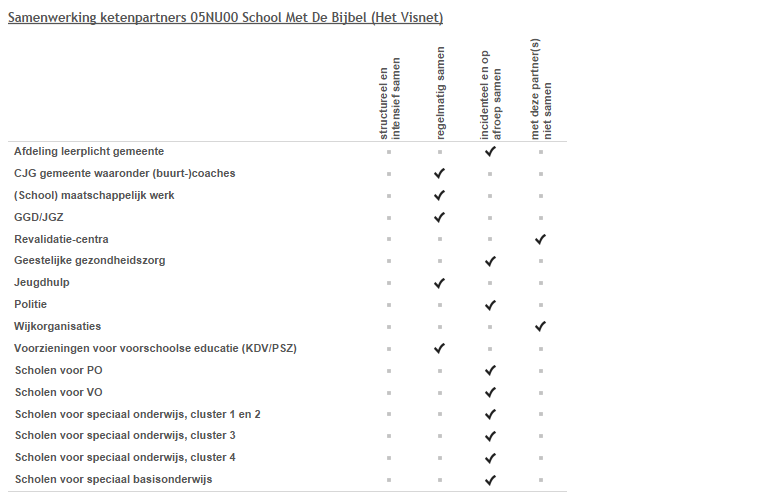 Samenwerking ketenpartners 05NU00 School Met De Bijbel (Het Visnet)
structureel en
intensief samen
regelmatig samen
incidenteel en op
afroep samen
met deze partner(s)
niet samen
Afdeling leerplicht gemeente
CJG gemeente waaronder (buurt-)coaches
(School) maatschappelijk werk
GGD/JGZ
Revalidatie-centra
Geestelijke gezondheidszorg
Jeugdhulp
Politie
Wijkorganisaties
Voorzieningen voor voorschoolse educatie (KDV/PSZ)
Scholen voor PO
Scholen voor VO
Scholen voor speciaal onderwijs, cluster 1 en 2
Scholen voor speciaal onderwijs, cluster 3
Scholen voor speciaal onderwijs, cluster 4
Scholen voor speciaal basisonderwijs